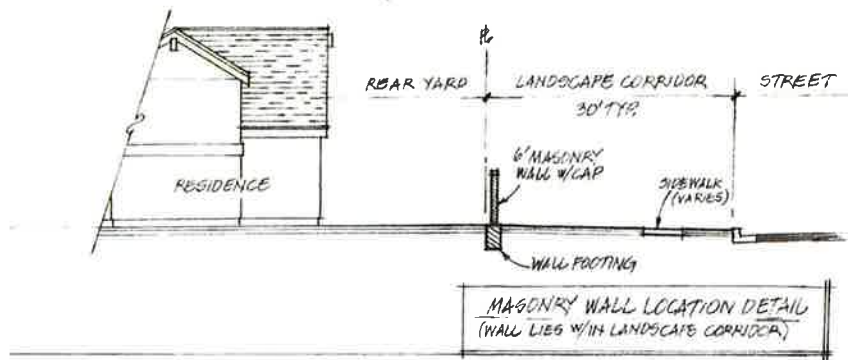 PL
REAR YARD
LANDSCAPE CORRIDOR
30' TYP.
STREET
6' MASONRY
WALL W/CAP
SIDEWALK
(VARIES)
RESIDENCE
WALL FOOTING
MASONRY WALL LOCATION DETAIL
(WALL LIES W/IN LANDSCAPE CORRIDOR)